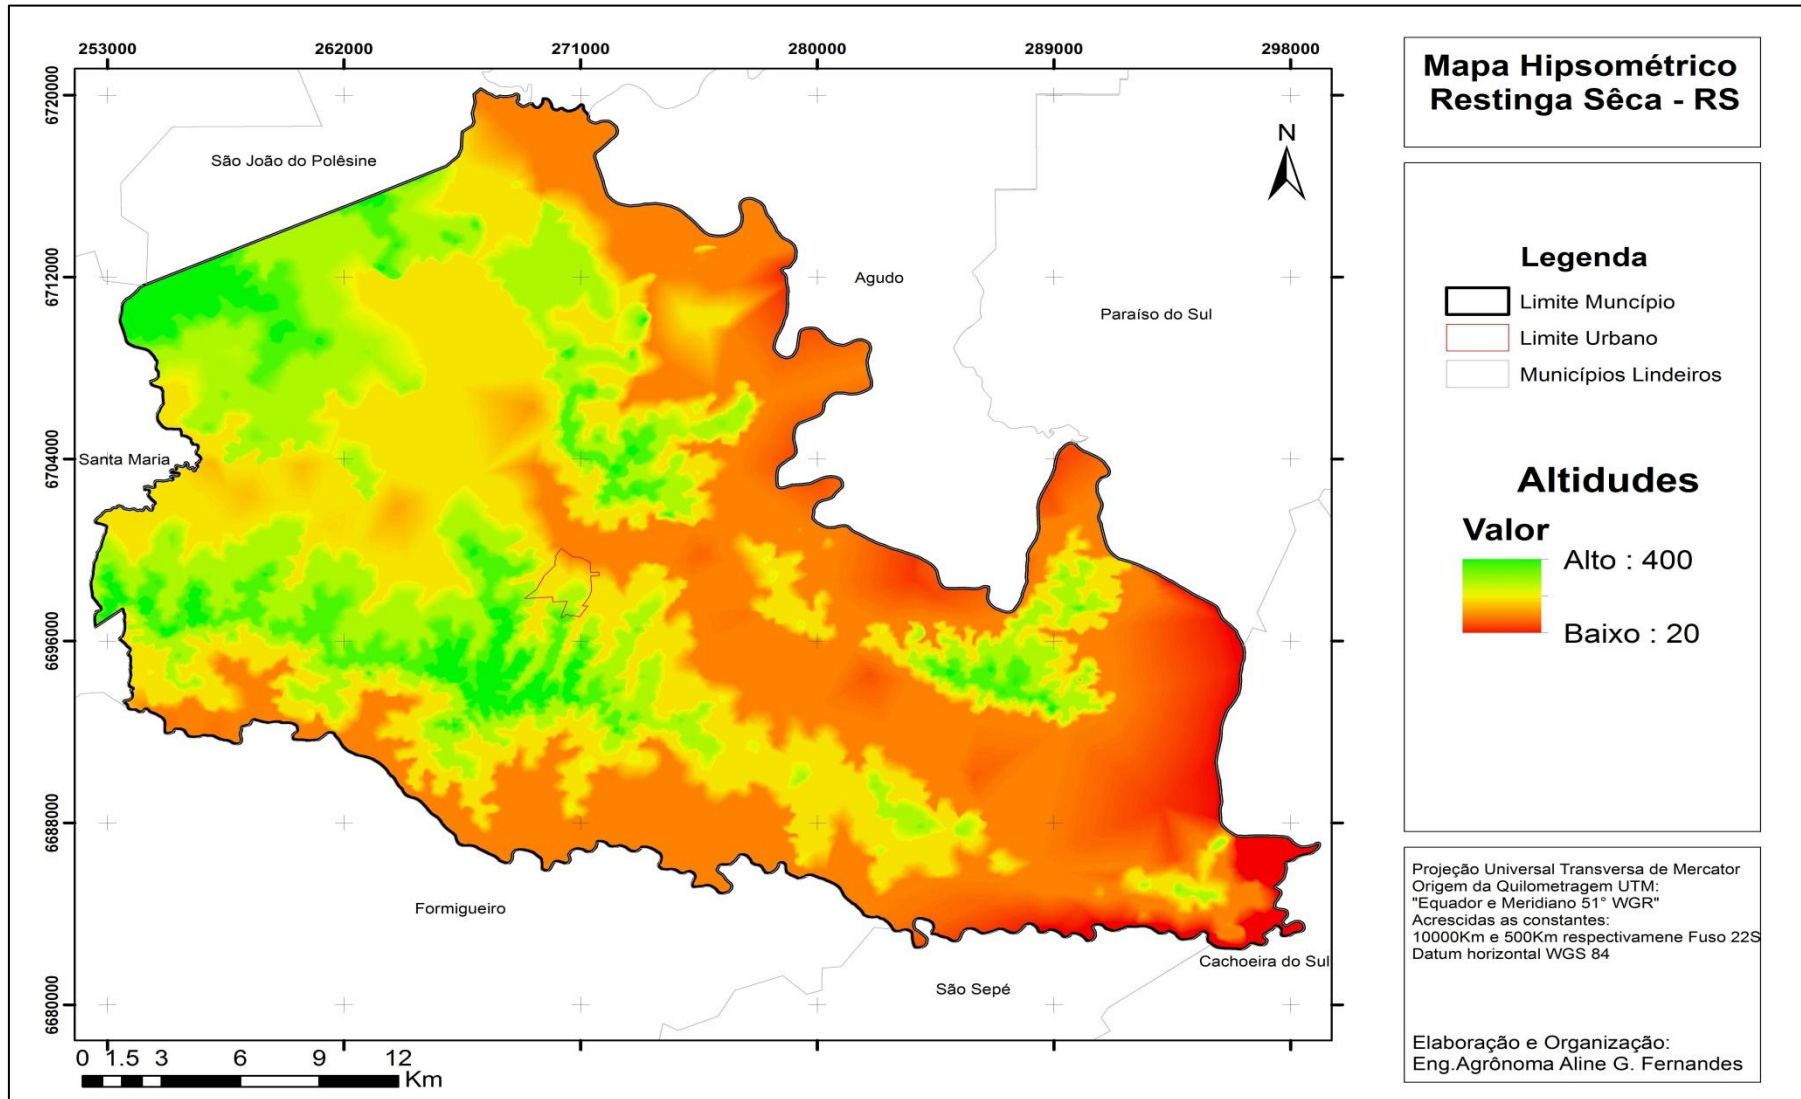 253000 262000 271000 280000 289000 298000
6720000
6712000
6704000
6696000
6688000
6680000
São João do Polêsine
N
Agudo
Paraíso do Sul
Santa Maria
Formigueiro
Cachoeira do Sul
São Sepé
0 1.5 3 6 9 12
Km
Mapa Hipsométrico
Restinga Sêca - RS
Legenda
Limite Muncípio
Limite Urbano
Municípios Lindeiros
Altidudes
Valor
Alto : 400
Baixo : 20
Projeção Universal Transversa de Mercator
Origem da Quilometragem UTM:
"Equador e Meridiano 51° WGR"
Acrescidas as constantes:
10000Km e 500Km respectivamene Fuso 22S
Datum horizontal WGS 84
Elaboração e Organização:
Eng.Agrônoma Aline G. Fernandes